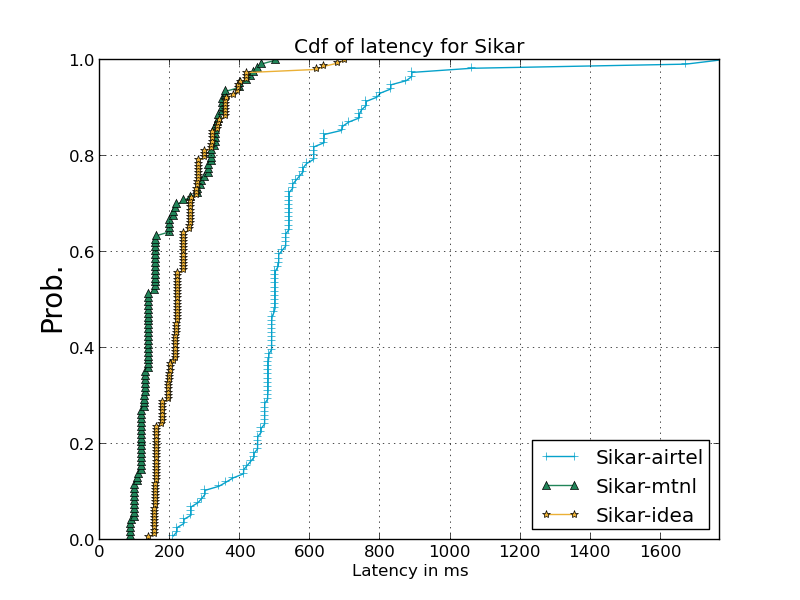 Cdf of latency for Sikar
1.0
0.8
0.6
0.4
0.2
0.0
Prob.
0 200 400 600 800 1000 1200 1400 1600
Latency in ms
Sikar-airtel
Sikar-mtnl
Sikar-idea